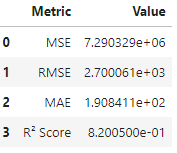 Metric Value
0 MSE 7.290329e+06
1 RMSE 2.700061e+03
2 MAE 1.908411e+02
3 R² Score 8.200500e-01